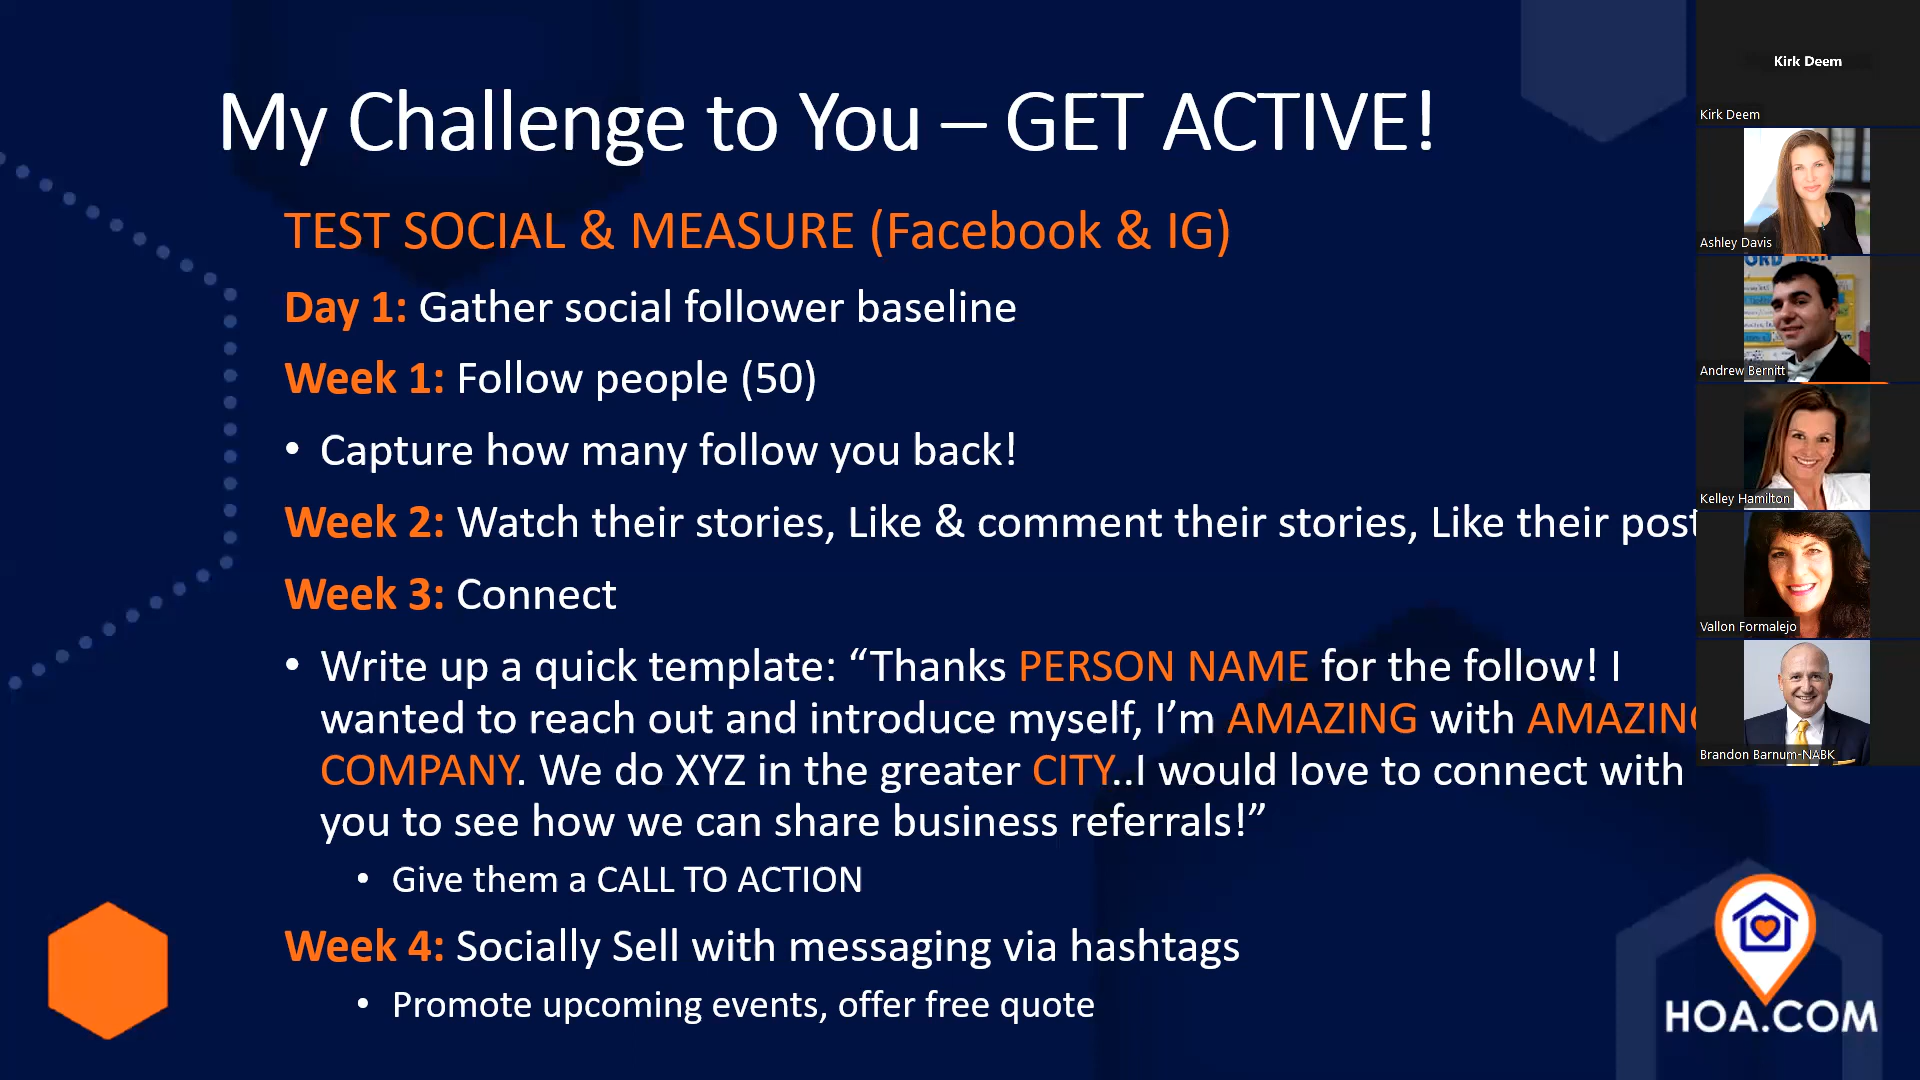 My Challenge to You – GET ACTIVE!
TEST SOCIAL & MEASURE (Facebook & IG)
Day 1: Gather social follower baseline
Week 1: Follow people (50)
• Capture how many follow you back!
Week 2: Watch their stories, Like & comment their stories, Like their post
Week 3: Connect
• Write up a quick template: “Thanks PERSON NAME for the follow! I
wanted to reach out and introduce myself, I’m AMAZING with AMAZING
COMPANY. We do XYZ in the greater CITY..I would love to connect with
you to see how we can share business referrals!”
• Give them a CALL TO ACTION
Week 4: Socially Sell with messaging via hashtags
• Promote upcoming events, offer free quote
HOA.COM
Kirk Deem
Kirk Deem
Ashley Davis
Andrew Bernitt
Kelley Hamilton
Vallon Formalejo
Brandon Barnum-NABK